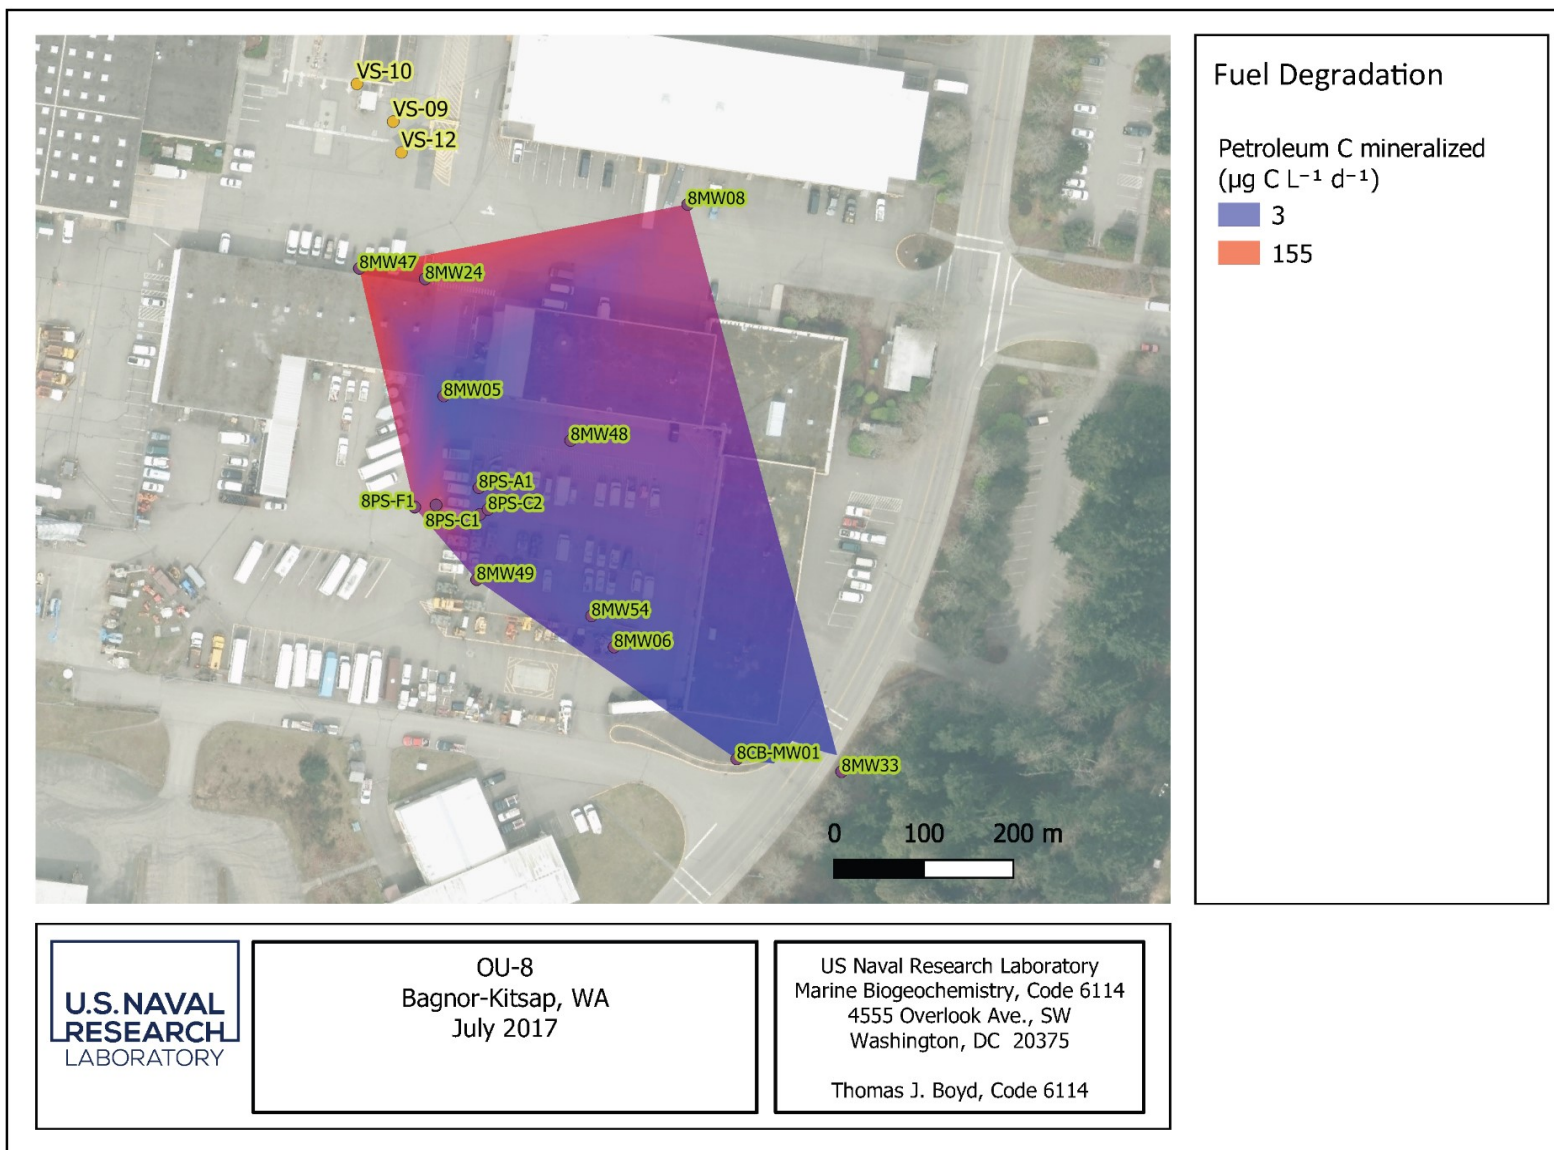 VS-10
VS-09
VS-12
8MW08
8MW47
8MW24
8MW05
8MW48
8PS-A1
8PS-F1
8PS-C2
8PS-C1
8MW49
8MW54
8MW06
8CB-MW01
8MW33
0 100 200 m
Fuel Degradation
Petroleum C mineralized
(µg C L⁻¹ d⁻¹)
3
155
U.S. NAVAL
RESEARCH
LABORATORY
OU-8
Bagnor-Kitsap, WA
July 2017
US Naval Research Laboratory
Marine Biogeochemistry, Code 6114
4555 Overlook Ave., SW
Washington, DC 20375
Thomas J. Boyd, Code 6114